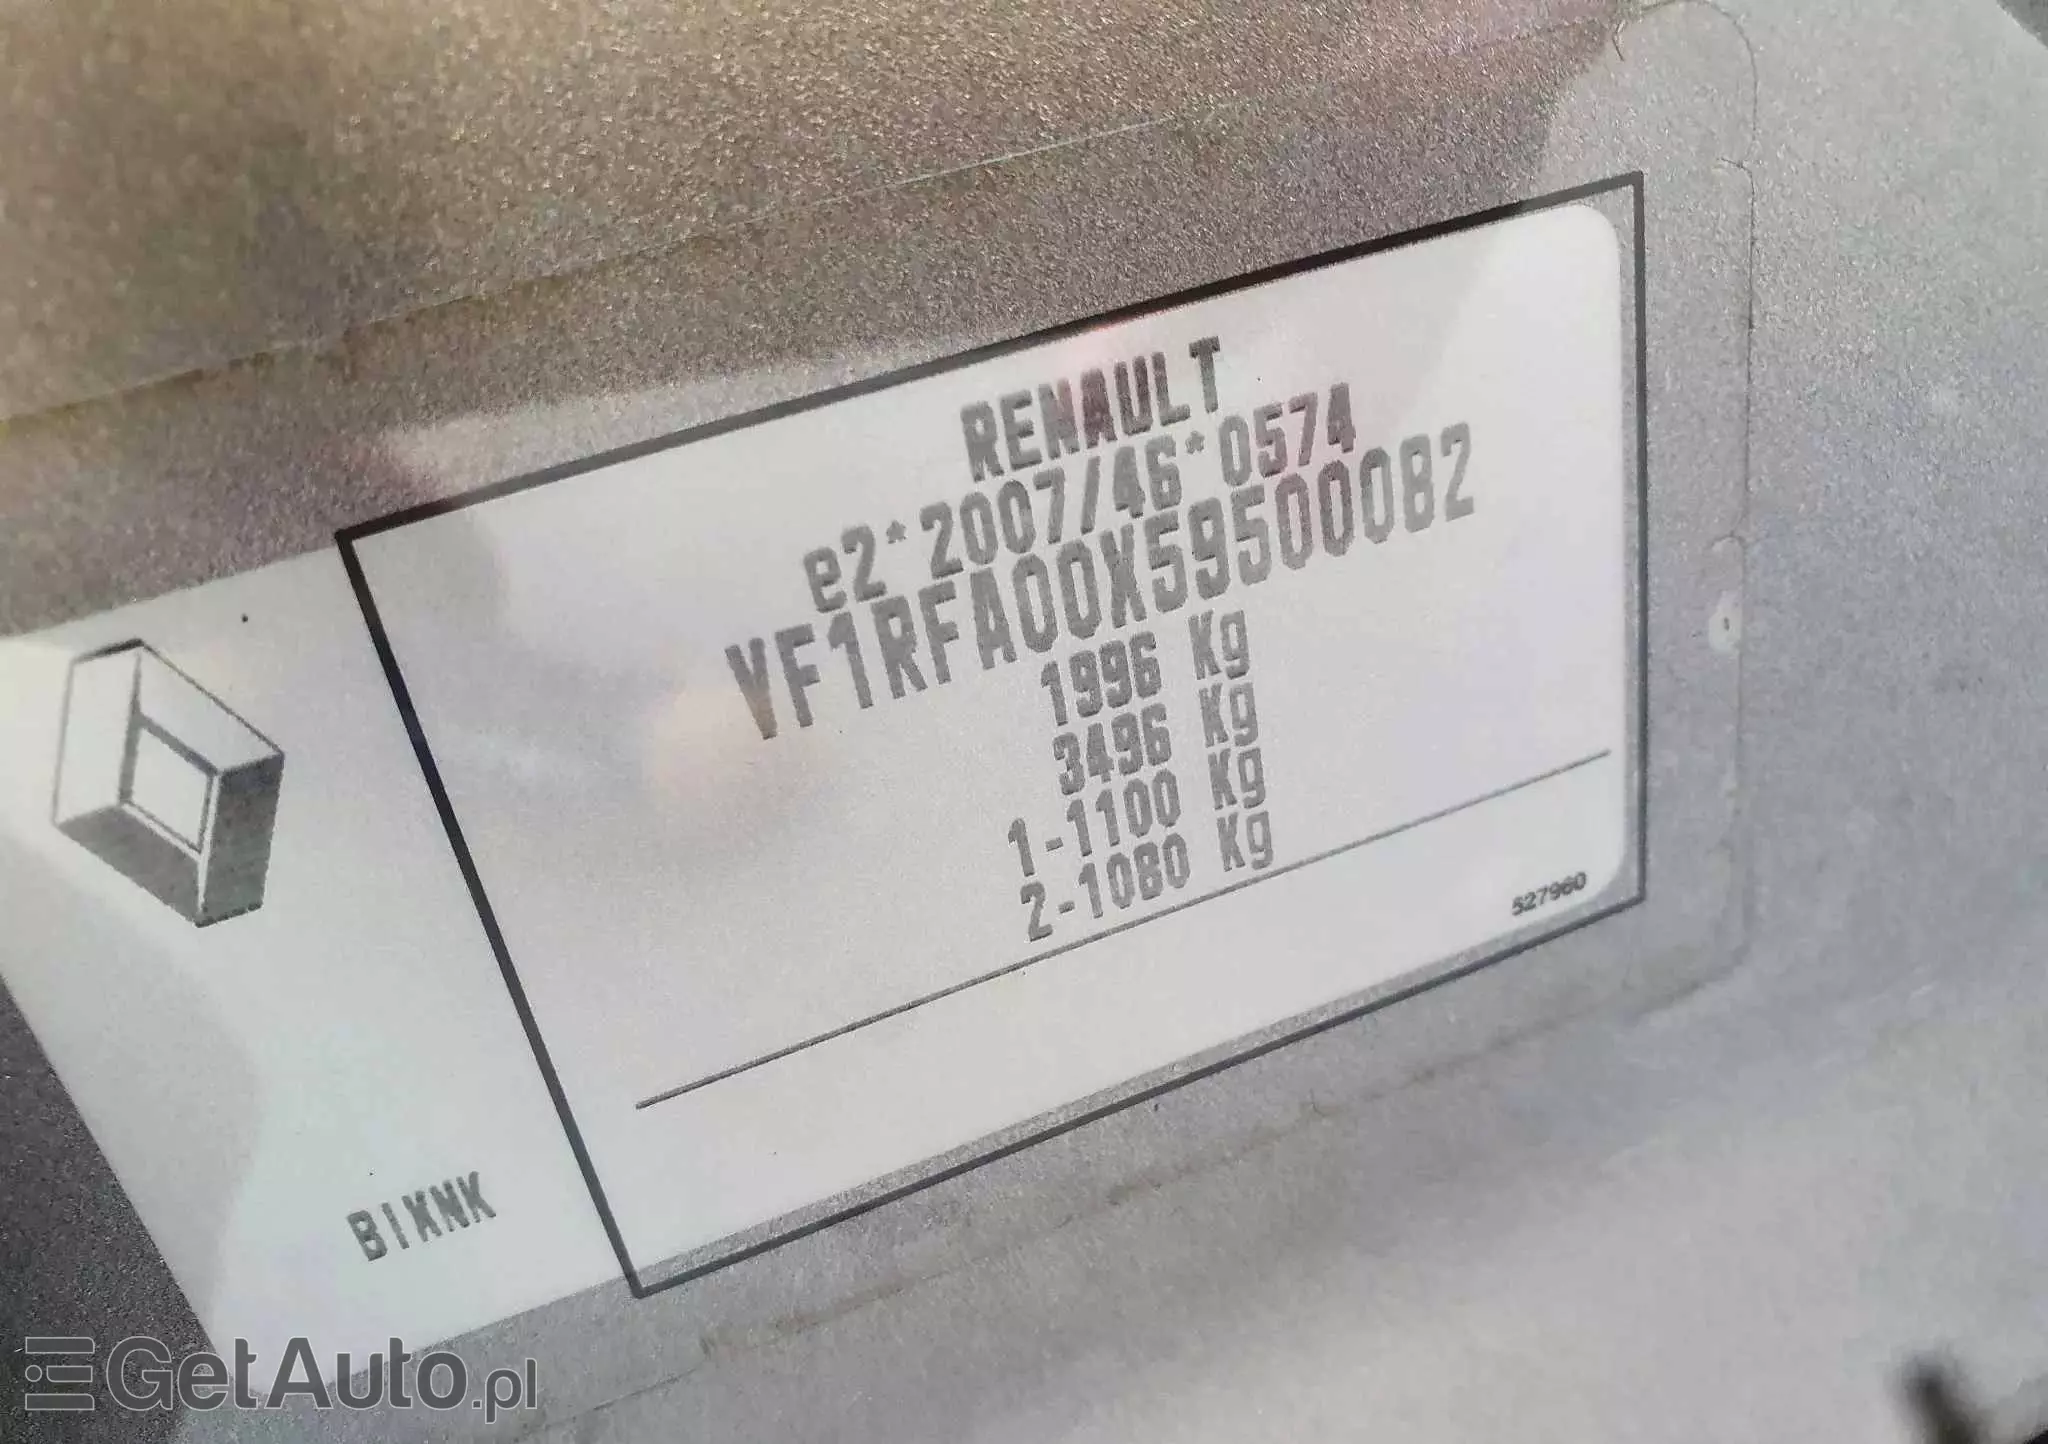 RENAULT
e2*2007/46*0574
VF1RFA00X59500082
1996 Kg
3496 Kg
1-1100 Kg
2-1080 Kg
527960
BIXNK
GetAuto.pl